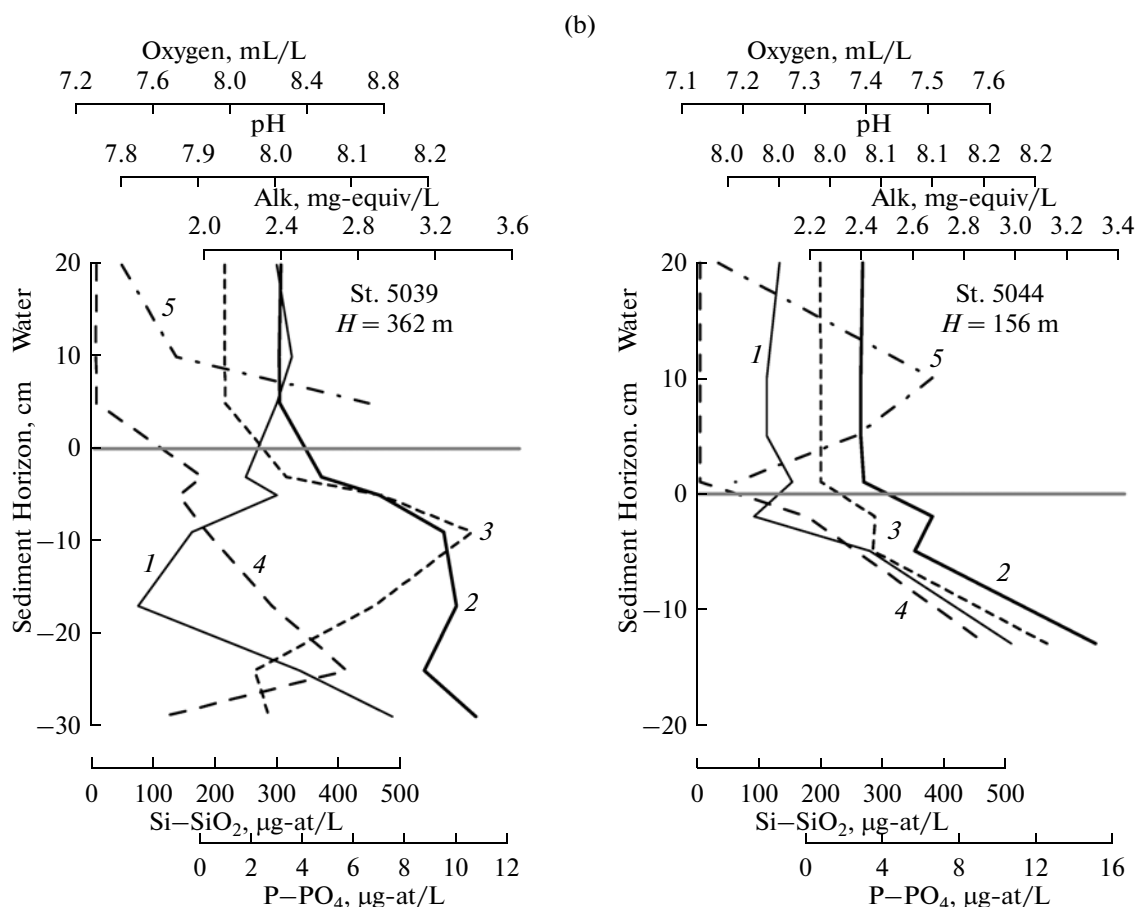 (b)
Oxygen, mL/L
7.2 7.6 8.0 8.4 8.8
pH
7.8 7.9 8.0 8.1 8.2
Alk, mg-equiv/L
2.0 2.4 2.8 3.2 3.6
20
10
0
−10
−20
−30
Sediment Horizon, cm Water
St. 5039
H = 362 m
5
3
1
4
2
0 100 200 300 400 500
Si−SiO2, μg-at/L
0 2 4 6 8 10 12
P−PO4, μg-at/L
Oxygen, mL/L
7.1 7.2 7.3 7.4 7.5 7.6
pH
8.0 8.0 8.0 8.1 8.1 8.2 8.2
Alk, mg-equiv/L
2.2 2.4 2.6 2.8 3.0 3.2 3.4
20
10
0
−10
−20
Sediment Horizon. cm Water
St. 5044
H = 156 m
1
5
3
2
4
0 100 200 300 400 500
Si−SiO2, μg-at/L
0 4 8 12 16
P−PO4, μg-at/L